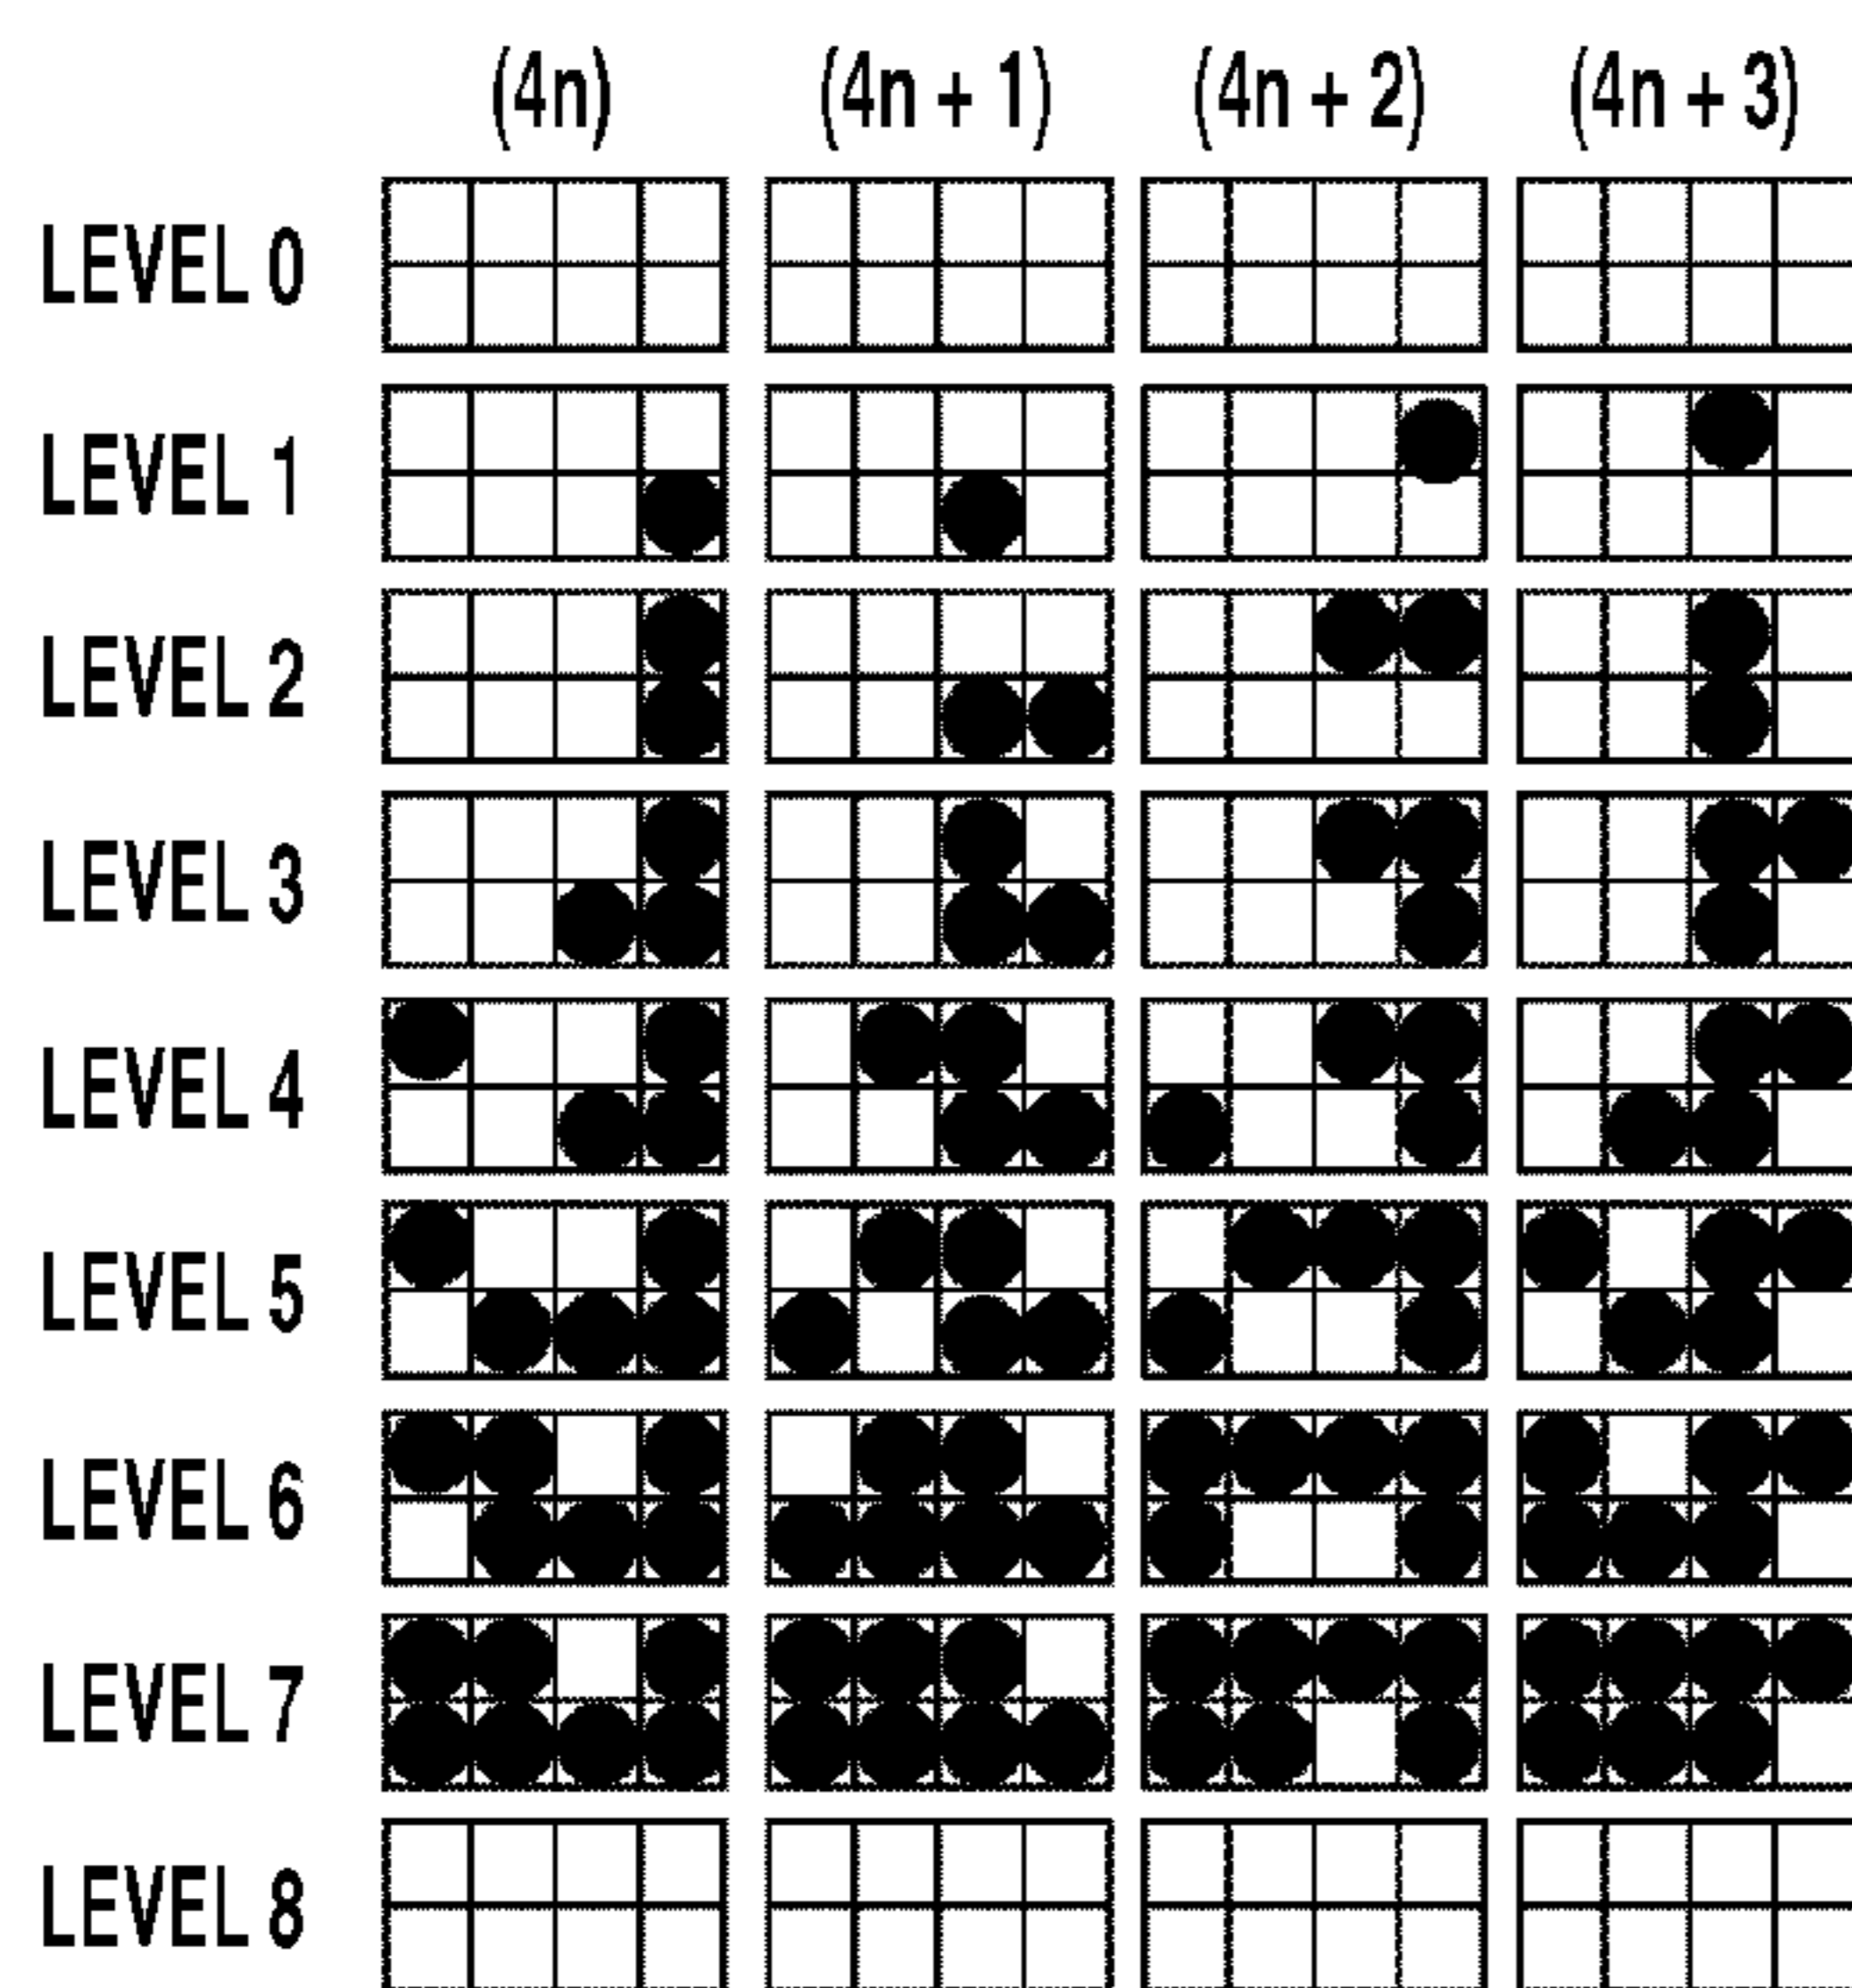 (4n) (4n + 1) (4n + 2) (4n + 3)
LEVEL 0
LEVEL 1
LEVEL 2
LEVEL 3
LEVEL 4
LEVEL 5
LEVEL 6
LEVEL 7
LEVEL 8